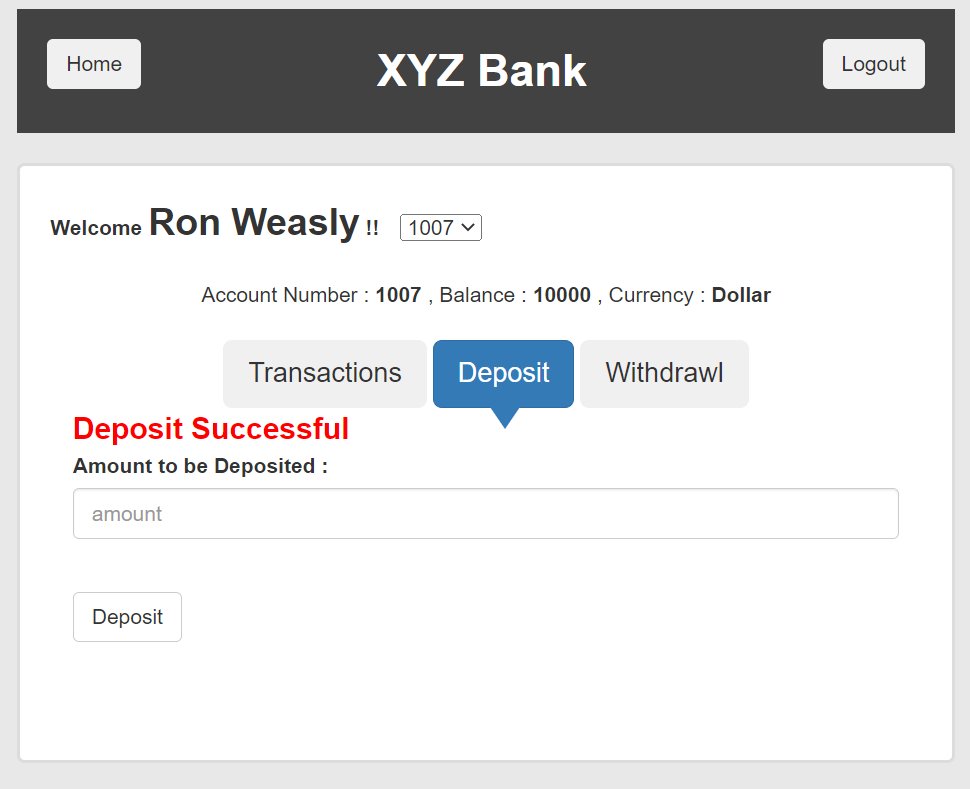 Home
XYZ Bank
Logout
Welcome Ron Weasly !! 1007
Account Number : 1007 , Balance : 10000 , Currency : Dollar
Transactions
Deposit
Withdrawl
Deposit Successful
Amount to be Deposited :
amount
Deposit